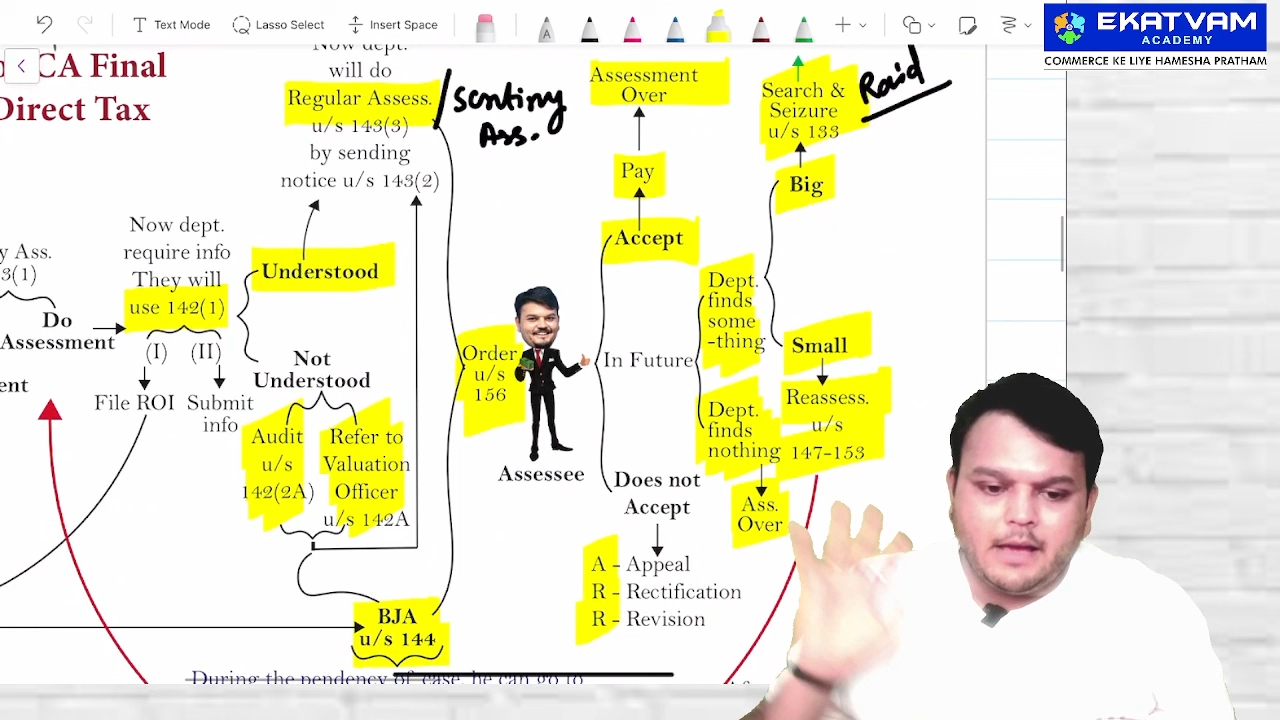 Text Mode
Lasso Select
Insert Space
EKATVAM
ACADEMY
COMMERCE KE LIYE HAMESHA PRATHAM
CA Final
Direct Tax
Now dept.
will do
Regular Assess.
u/s 143(3)
by sending
notice u/s 143(2)
/Scrutiny
Ass.
Assessment
Over
Pay
Accept
Search &
Seizure
u/s 133
Raid
Big
y Ass.
3(1)
Do
Assessment
ent
Now dept.
require info
They will
use 142(1)
(I) (II)
File ROI
Submit
info
Understood
Not
Understood
Audit
u/s
142(2A)
Refer to
Valuation
Officer
u/s 142A
BJA
u/s 144
Order
u/s
156
Assessee
In Future
Dept.
finds
some
-thing
Small
Reassess.
u/s
147-153
Dept.
finds
nothing
Ass.
Over
Does not
Accept
A - Appeal
R - Rectification
R - Revision
During the pendency of case, he can go to